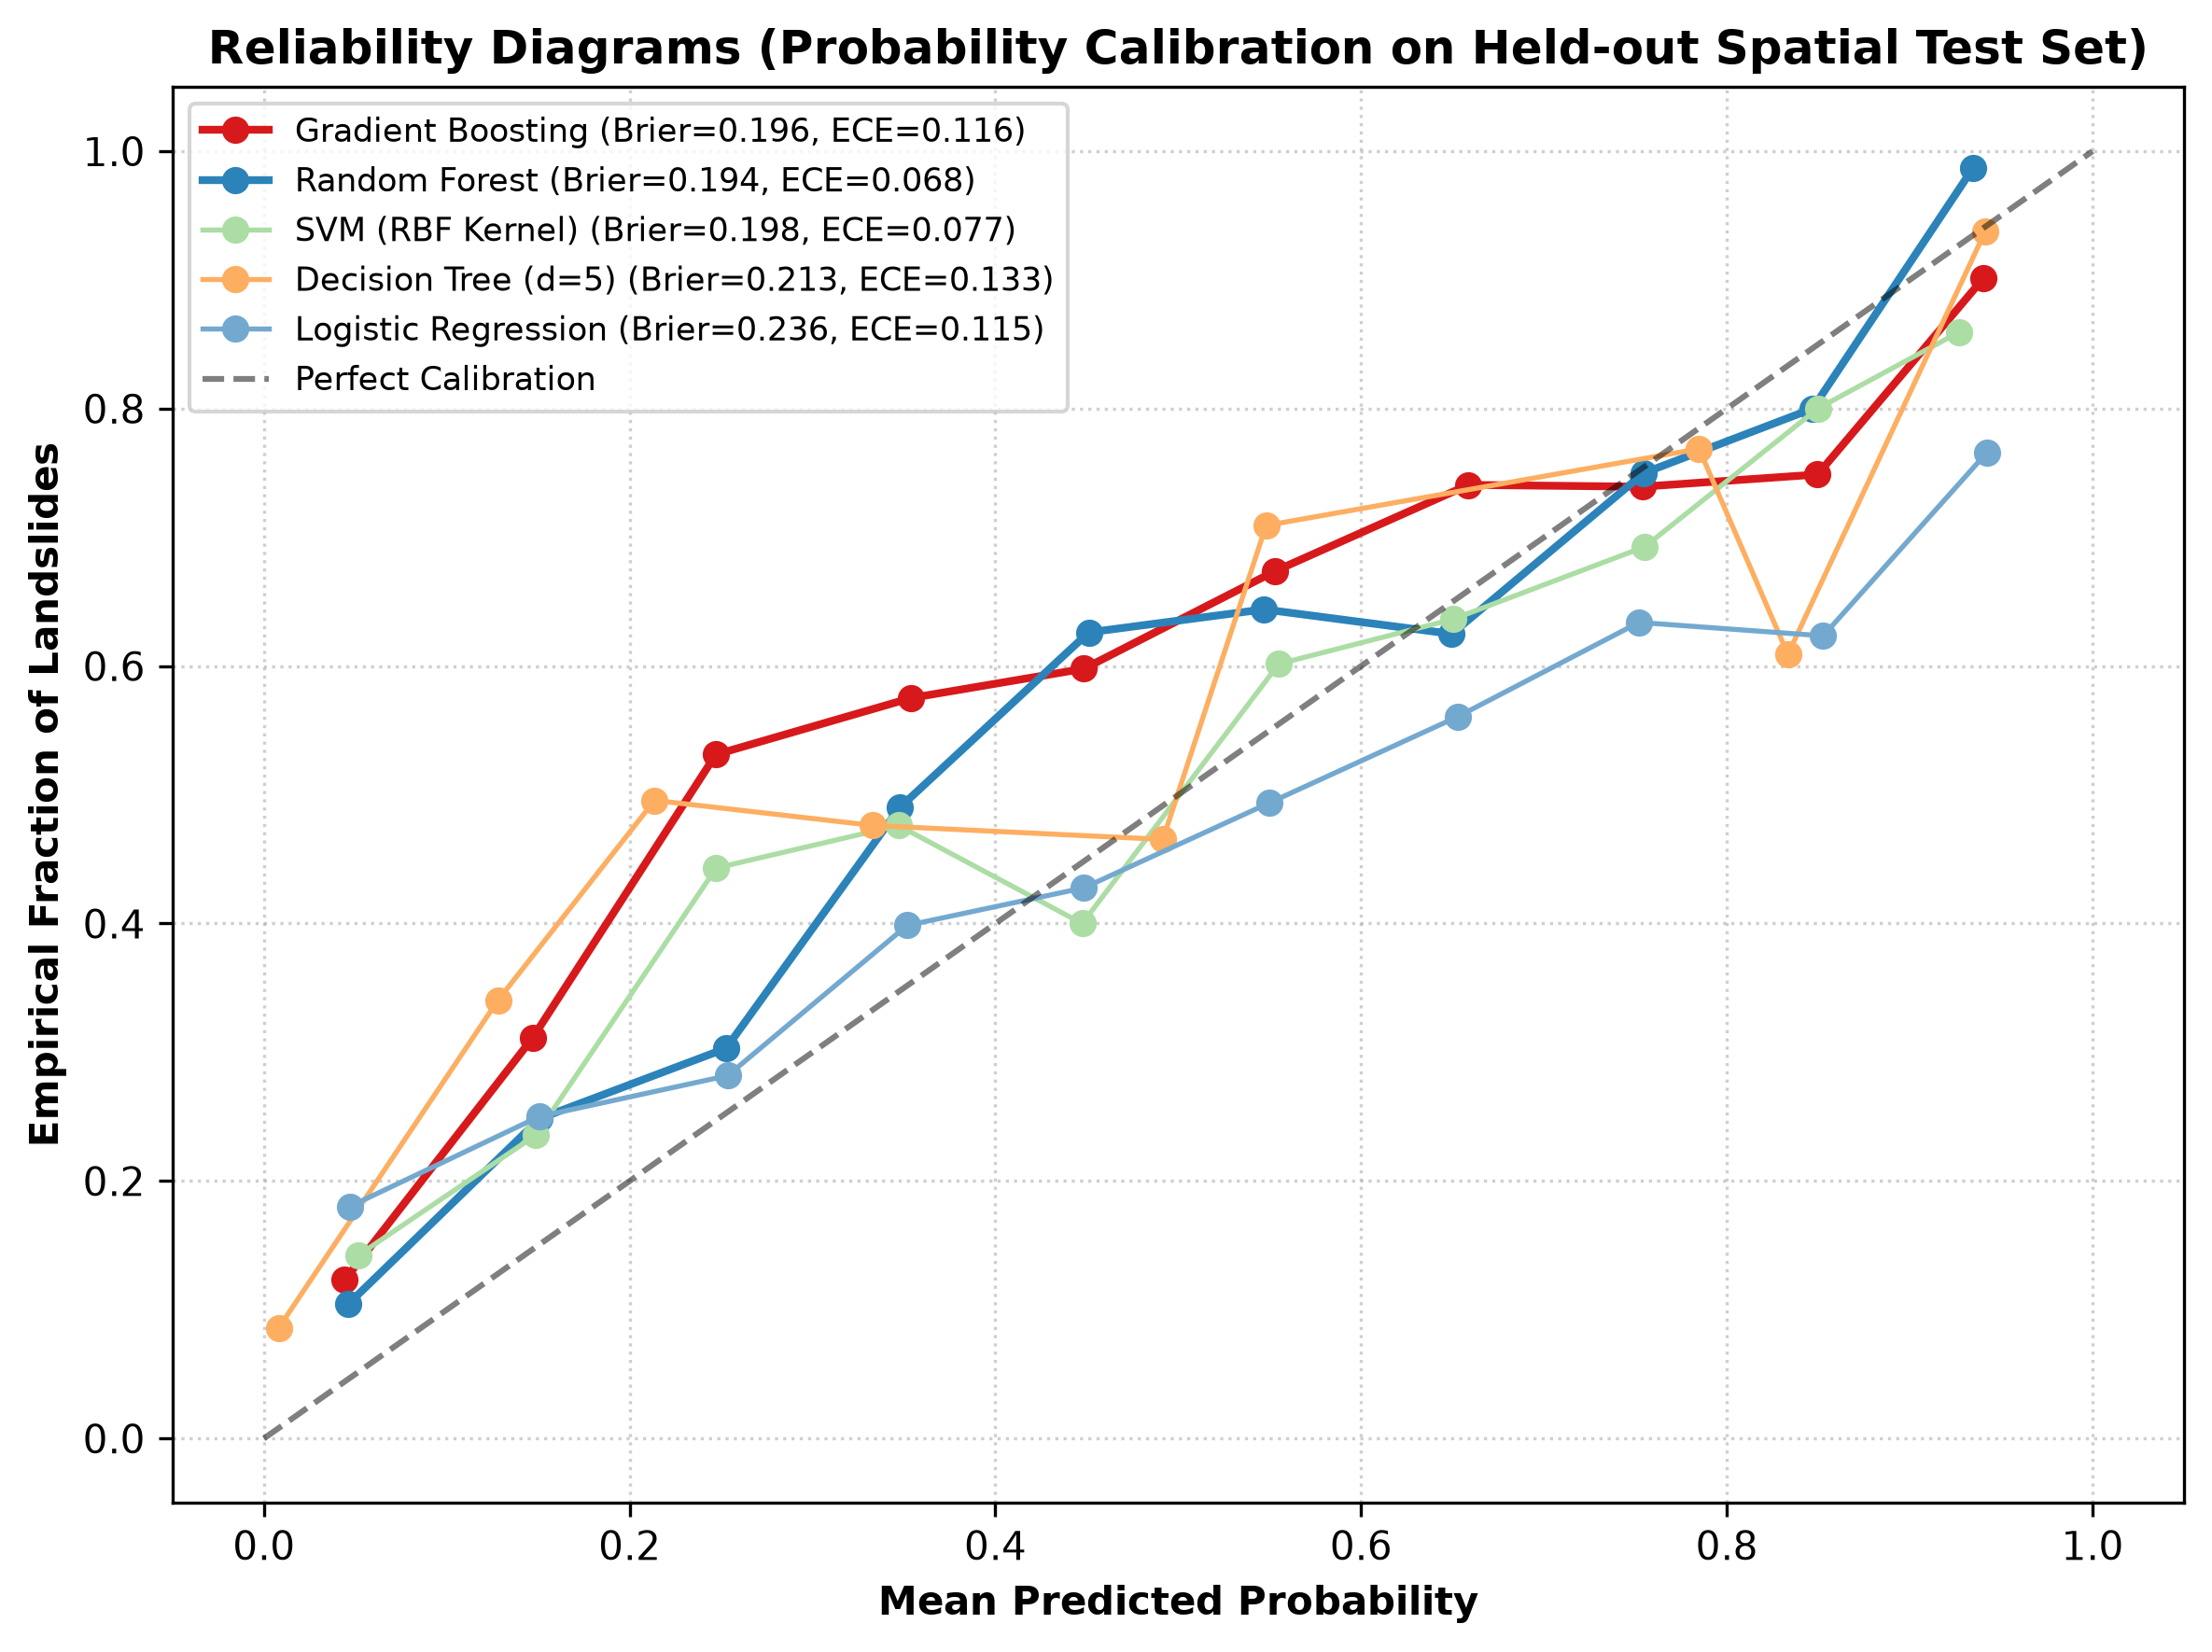 Reliability Diagrams (Probability Calibration on Held-out Spatial Test Set)
Gradient Boosting (Brier=0.196, ECE=0.116)
Random Forest (Brier=0.194, ECE=0.068)
SVM (RBF Kernel) (Brier=0.198, ECE=0.077)
Decision Tree (d=5) (Brier=0.213, ECE=0.133)
Logistic Regression (Brier=0.236, ECE=0.115)
Perfect Calibration
Empirical Fraction of Landslides
1.0
0.8
0.6
0.4
0.2
0.0
0.0 0.2 0.4 0.6 0.8 1.0
Mean Predicted Probability